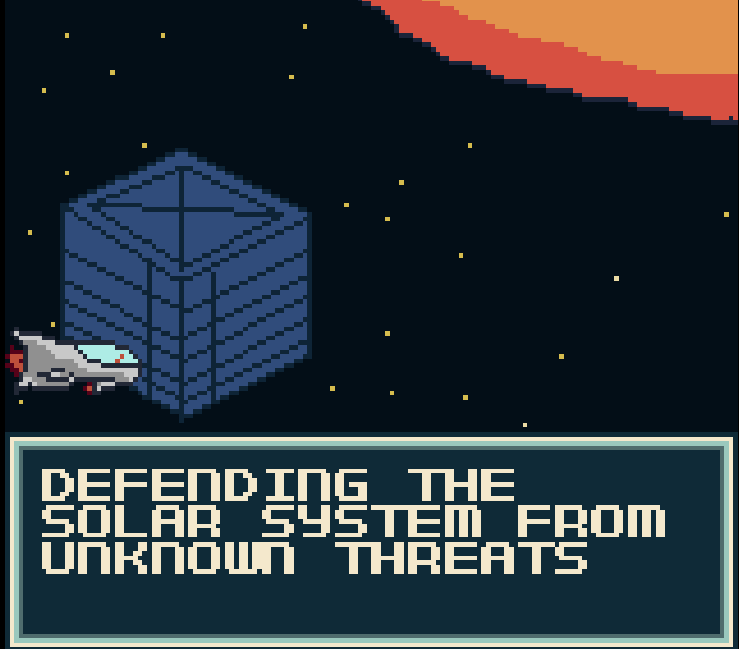 DEFENDING THE
SOLAR SYSTEM FROM
UNKNOWN THREATS